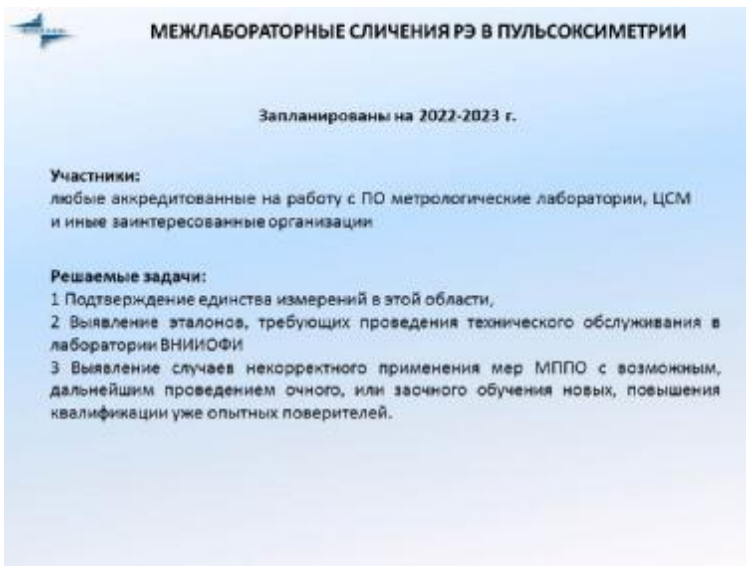 МЕЖЛАБОРАТОРНЫЕ СЛИЧЕНИЯ РЭ В ПУЛЬСОКСИМЕТРИИ
Запланированы на 2022-2023 г.
Участники:
любые аккредитованные на работу с ПО метрологические лаборатории, ЦСМ
и иные заинтересованные организации
Решаемые задачи:
1 Подтверждение единства измерений в этой области,
2 Выявление эталонов, требующих проведения технического обслуживания в
лаборатории ВНИИОФИ
3 Выявление случаев некорректного применения мер МППО с возможным,
дальнейшим проведением очного, или заочного обучения новых, повышения
квалификации уже опытных поверителей.